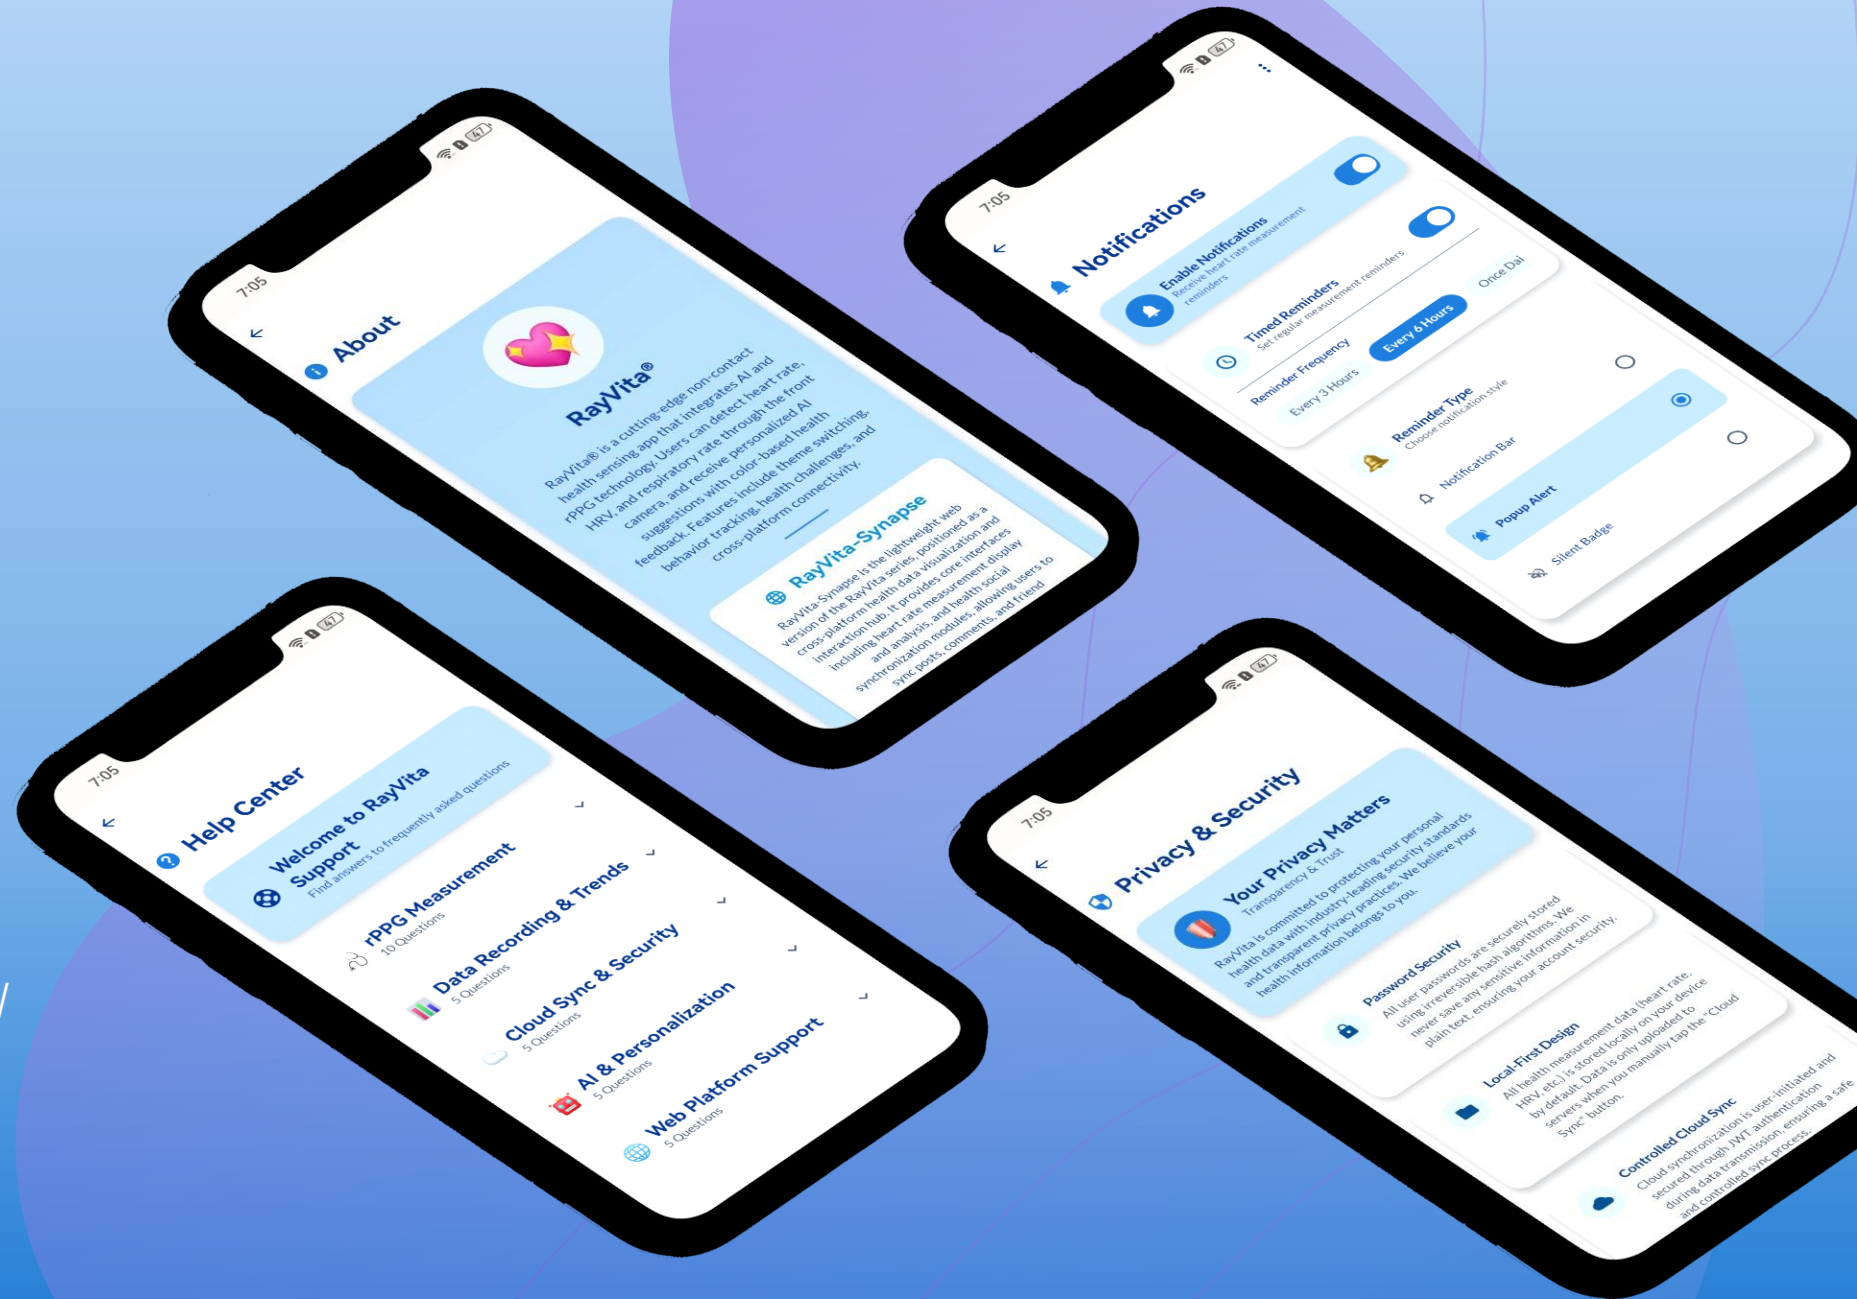 7:05
47
About
RayVita®
RayVita® is a cutting-edge non-contact
health sensing app that integrates AI and
rPPG technology. Users can detect heart rate,
HRV, and respiratory rate through the front
camera, and receive personalized AI
suggestions with color-based health
feedback. Features include theme switching,
behavior tracking, health challenges, and
cross-platform connectivity.
RayVita-Synapse
RayVita-Synapse is the lightweight web
version of the RayVita series, positioned as a
cross-platform health data visualization and
interaction hub. It provides core interfaces
including heart rate measurement display
and analysis, and health social
synchronization modules, allowing users to
sync posts, comments, and friend
7:05
47
Notifications
Enable Notifications
Receive heart rate measurement
reminders
Timed Reminders
Set regular measurement reminders
Reminder Frequency
Every 3 Hours
Every 6 Hours
Once Dai
Reminder Type
Choose notification style
Notification Bar
Popup Alert
Silent Badge
7:05
47
Help Center
Welcome to RayVita
Support
Find answers to frequently asked questions
rPPG Measurement
10 Questions
Data Recording & Trends
5 Questions
Cloud Sync & Security
5 Questions
AI & Personalization
5 Questions
Web Platform Support
5 Questions
7:05
47
Privacy & Security
Your Privacy Matters
Transparency & Trust
RayVita is committed to protecting your personal
health data with industry-leading security standards
and transparent privacy practices. We believe your
health information belongs to you.
Password Security
All user passwords are securely stored
using irreversible hash algorithms. We
never save any sensitive information in
plain text, ensuring your account security.
Local-First Design
All health measurement data (heart rate,
HRV, etc.) is stored locally on your device
by default. Data is only uploaded to
servers when you manually tap the "Cloud
Sync" button.
Controlled Cloud Sync
Cloud synchronization is user-initiated and
secured through JWT authentication
during data transmission, ensuring a safe
and controlled sync process.